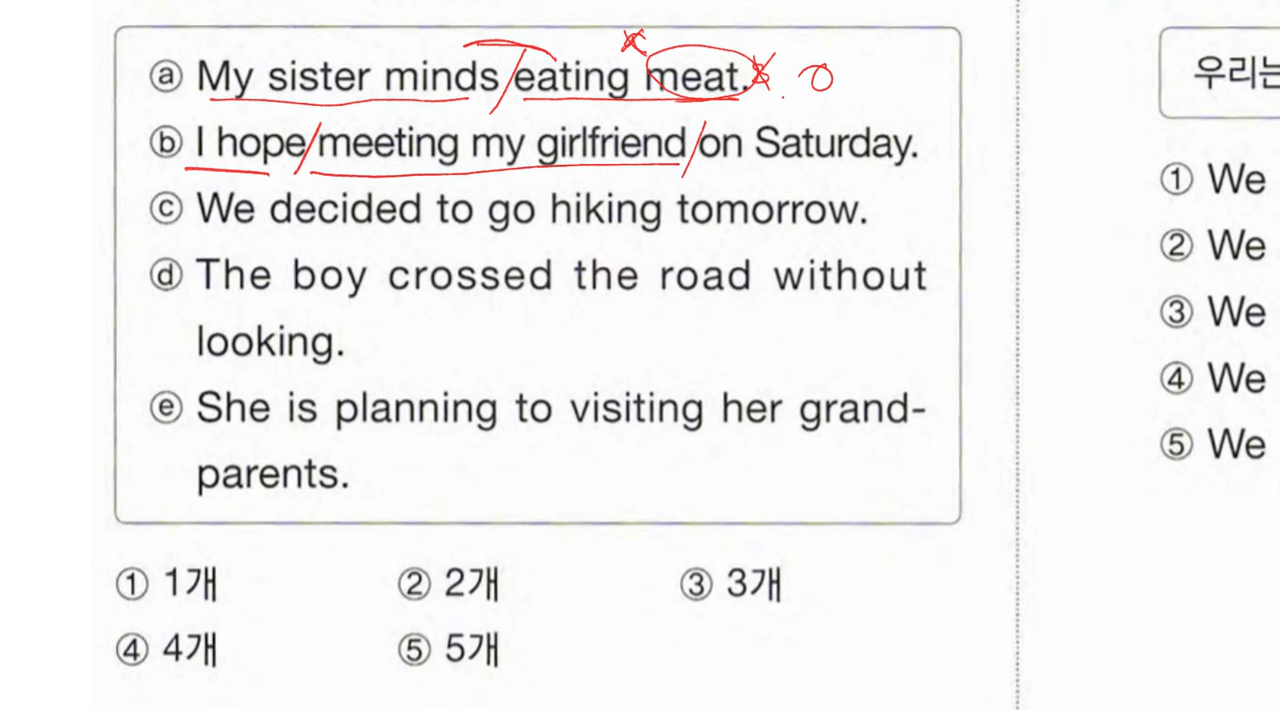 ⓐ My sister minds eating meat. O
ⓑ I hope meeting my girlfriend on Saturday.
ⓒ We decided to go hiking tomorrow.
ⓓ The boy crossed the road without
looking.
ⓔ She is planning to visiting her grand-
parents.
① 1개 ② 2개 ③ 3개
④ 4개 ⑤ 5개
우리는
① We
② We
③ We
④ We
⑤ We